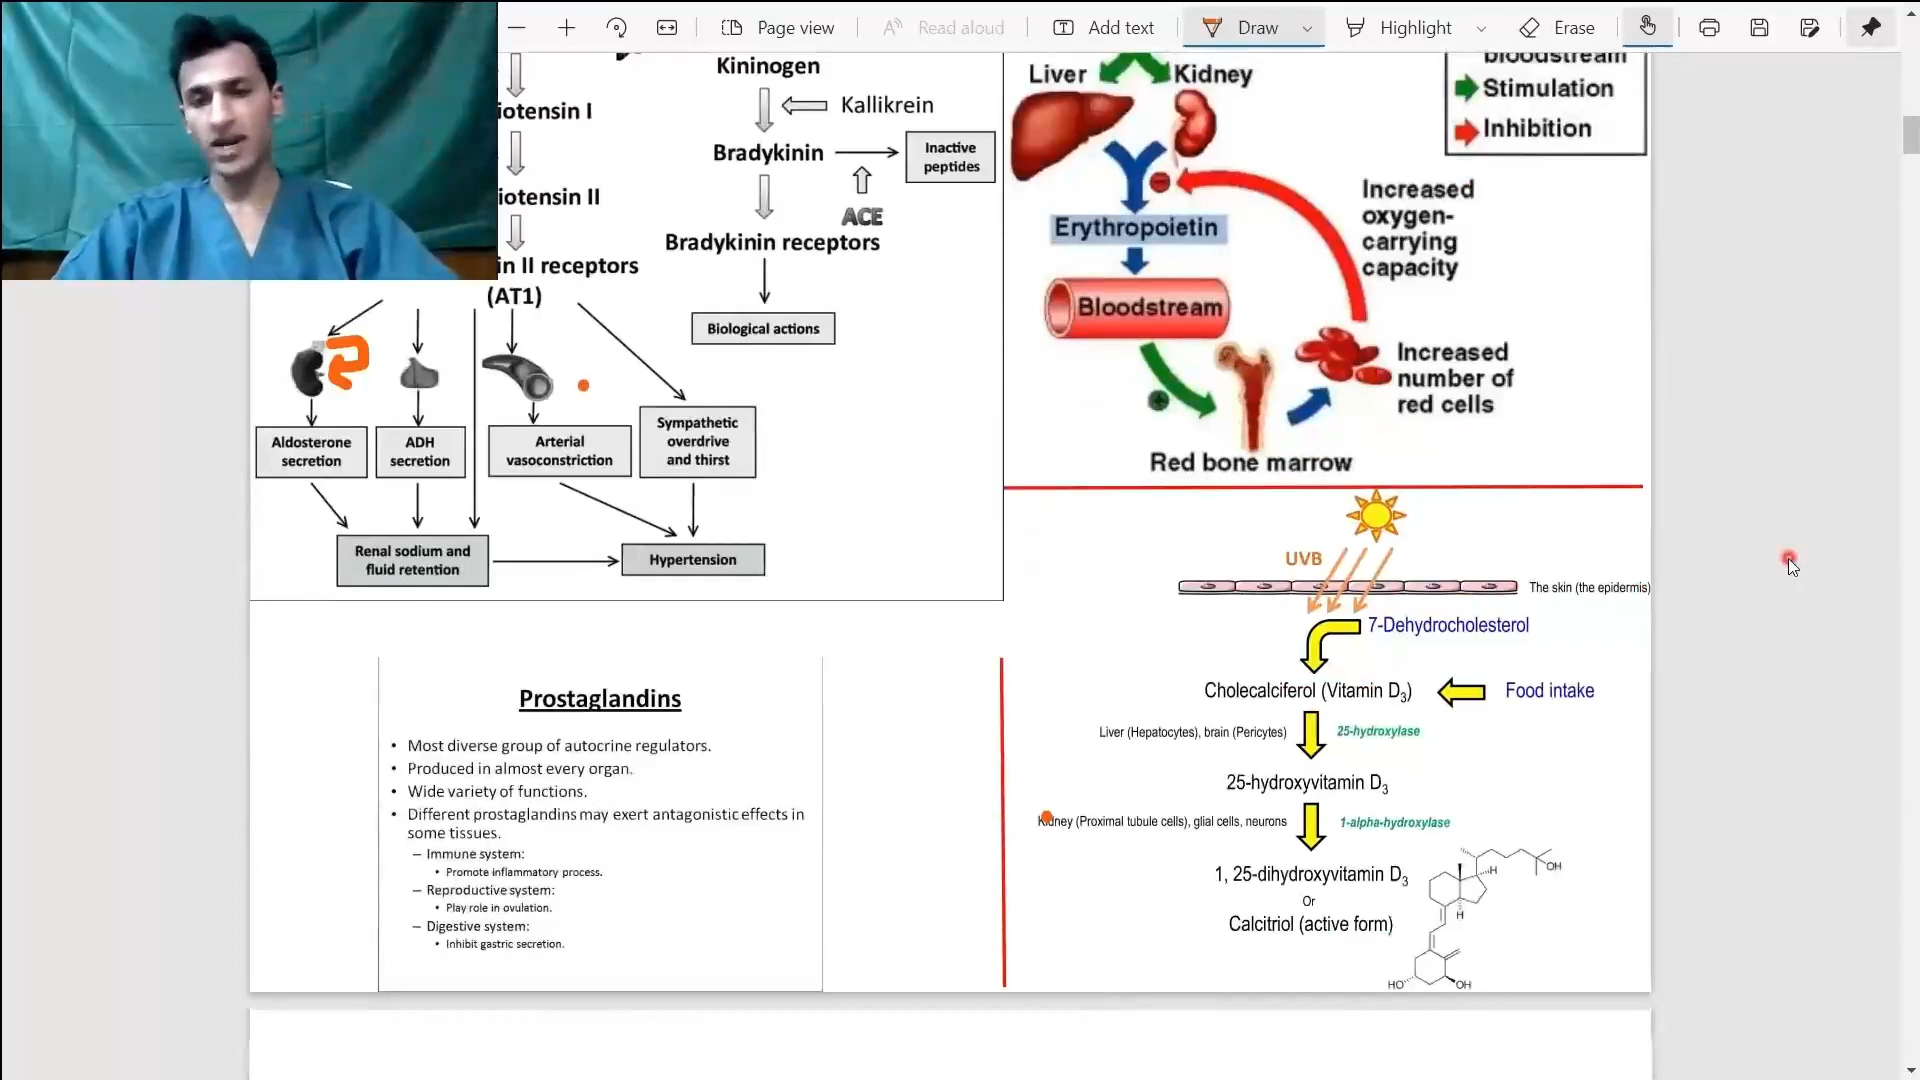 Page view
Read aloud
Add text
Draw
Highlight
Erase
iotensin I
iotensin II
in II receptors
(AT1)
Kininogen
Kallikrein
Bradykinin
Inactive
peptides
ACE
Bradykinin receptors
Biological actions
Aldosterone
secretion
ADH
secretion
Arterial
vasoconstriction
Sympathetic
overdrive
and thirst
Renal sodium and
fluid retention
Hypertension
Liver
Kidney
bloodstream
Stimulation
Inhibition
Erythropoietin
Increased
oxygen-
carrying
capacity
Bloodstream
Increased
number of
red cells
Red bone marrow
Prostaglandins
• Most diverse group of autocrine regulators.
• Produced in almost every organ.
• Wide variety of functions.
• Different prostaglandins may exert antagonistic effects in
some tissues.
– Immune system:
• Promote inflammatory process.
– Reproductive system:
• Play role in ovulation.
– Digestive system:
• Inhibit gastric secretion.
UVB
The skin (the epidermis)
7-Dehydrocholesterol
Cholecalciferol (Vitamin D3)
Food intake
Liver (Hepatocytes), brain (Pericytes)
25-hydroxylase
25-hydroxyvitamin D3
Kidney (Proximal tubule cells), glial cells, neurons
1-alpha-hydroxylase
1, 25-dihydroxyvitamin D3
Or
Calcitriol (active form)
OH
H
H
HO
OH